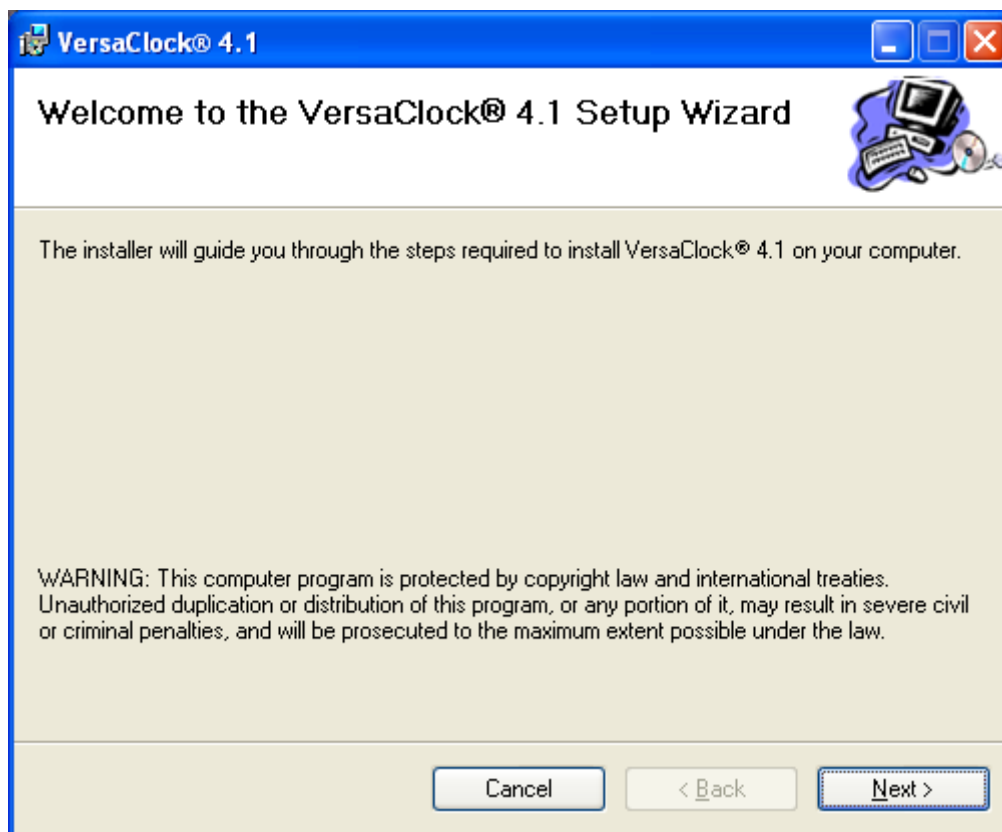 VersaClock® 4.1
Welcome to the VersaClock® 4.1 Setup Wizard
The installer will guide you through the steps required to install VersaClock® 4.1 on your computer.
WARNING: This computer program is protected by copyright law and international treaties.
Unauthorized duplication or distribution of this program, or any portion of it, may result in severe civil
or criminal penalties, and will be prosecuted to the maximum extent possible under the law.
Cancel
< Back
Next >